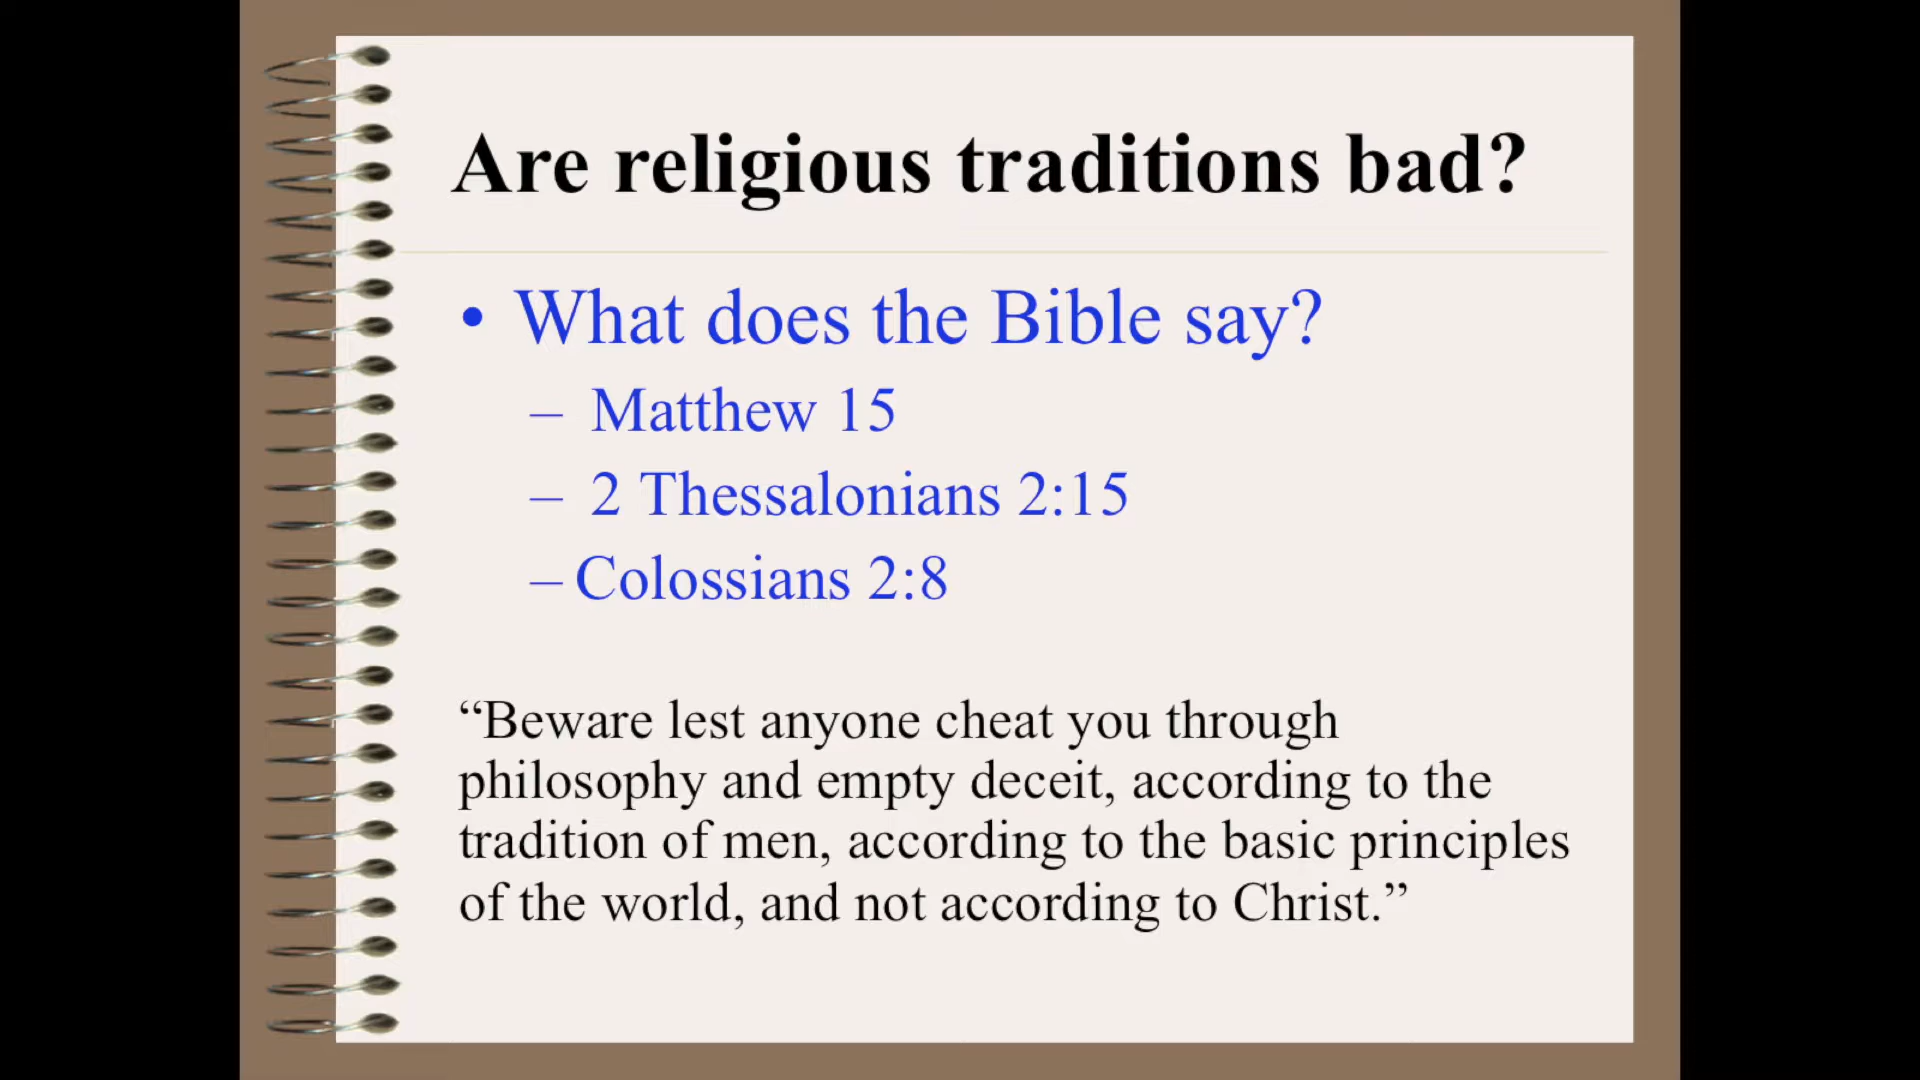 Are religious traditions bad?
• What does the Bible say?
– Matthew 15
– 2 Thessalonians 2:15
– Colossians 2:8
“Beware lest anyone cheat you through
philosophy and empty deceit, according to the
tradition of men, according to the basic principles
of the world, and not according to Christ.”